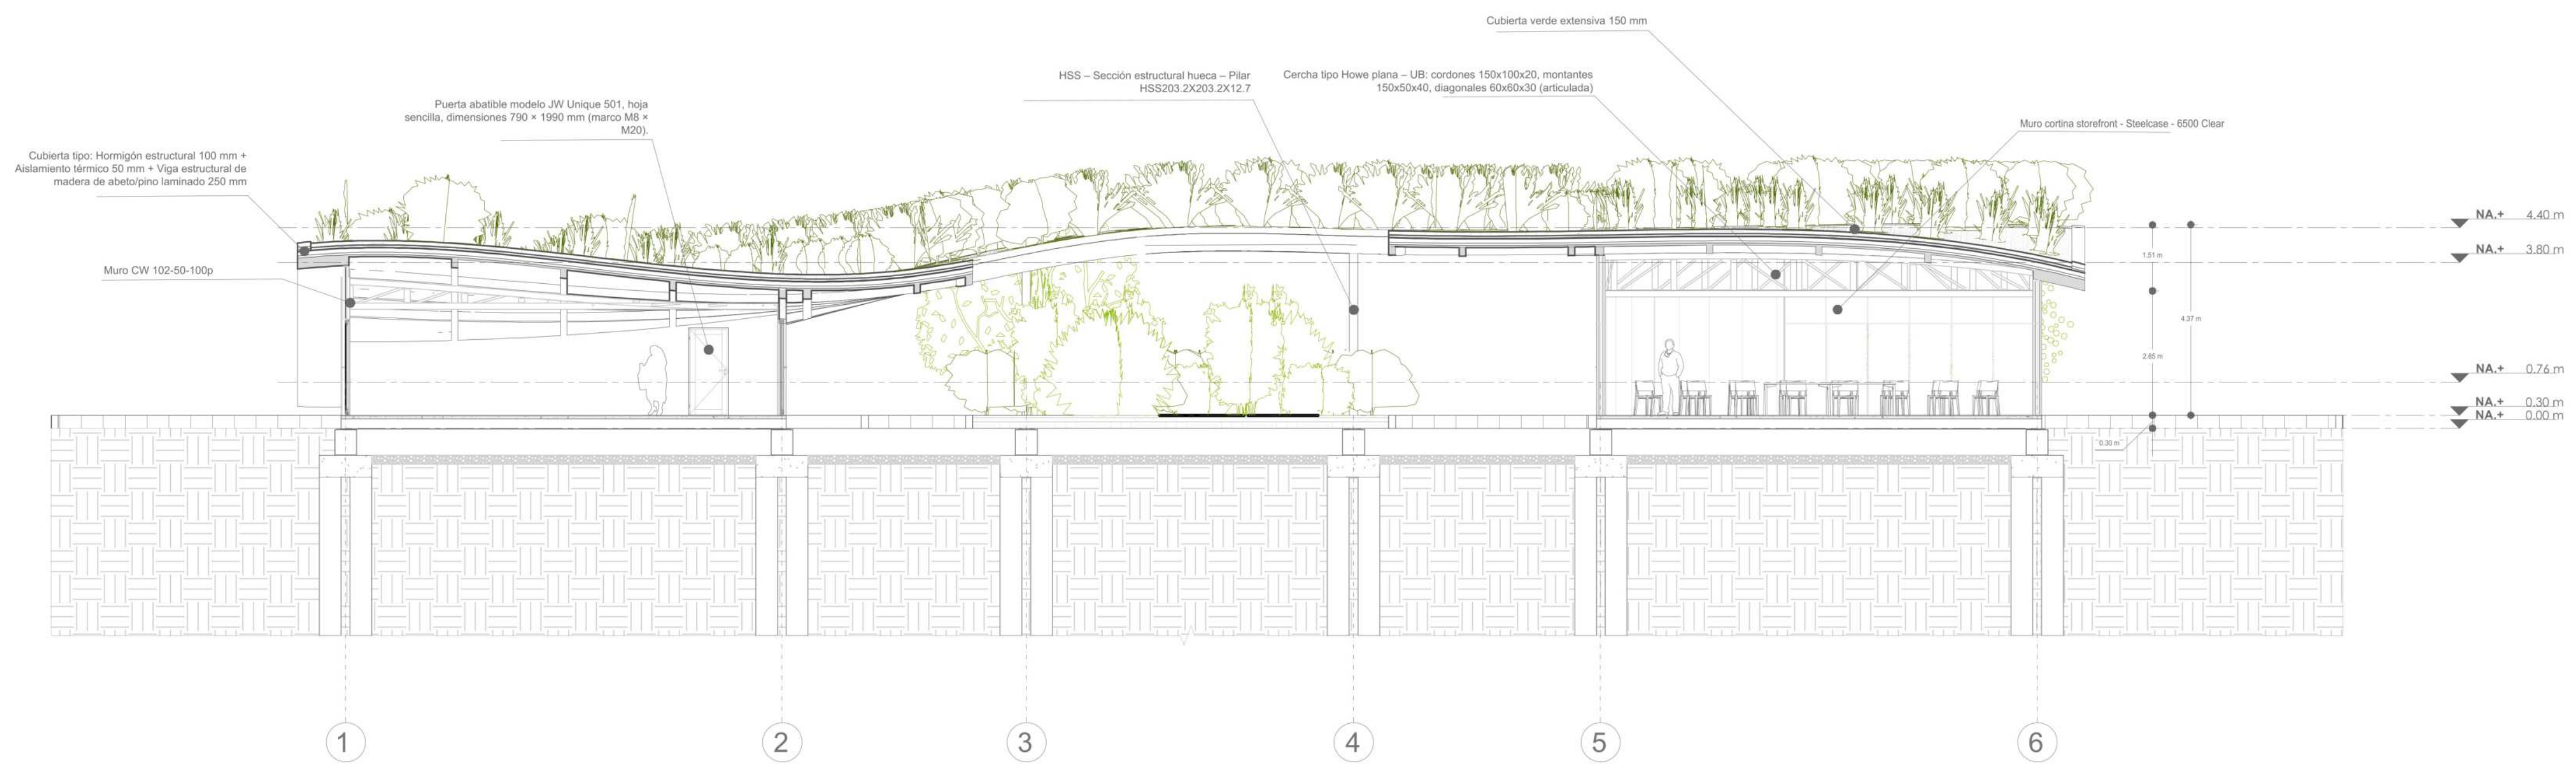 Cubierta verde extensiva 150 mm
HSS – Sección estructural hueca – Pilar
HSS203.2X203.2X12.7
Cercha tipo Howe plana – UB: cordones 150x100x20, montantes
150x50x40, diagonales 60x60x30 (articulada)
Puerta abatible modelo JW Unique 501, hoja
sencilla, dimensiones 790 × 1990 mm (marco M8 ×
M20).
Muro cortina storefront - Steelcase - 6500 Clear
Cubierta tipo: Hormigón estructural 100 mm +
Aislamiento térmico 50 mm + Viga estructural de
madera de abeto/pino laminado 250 mm
Muro CW 102-50-100p
NA.+ 4.40 m
NA.+ 3.80 m
1.51 m
4.37 m
2.85 m
NA.+ 0.76 m
NA.+ 0.30 m
NA.+ 0.00 m
0.30 m
1
2
3
4
5
6